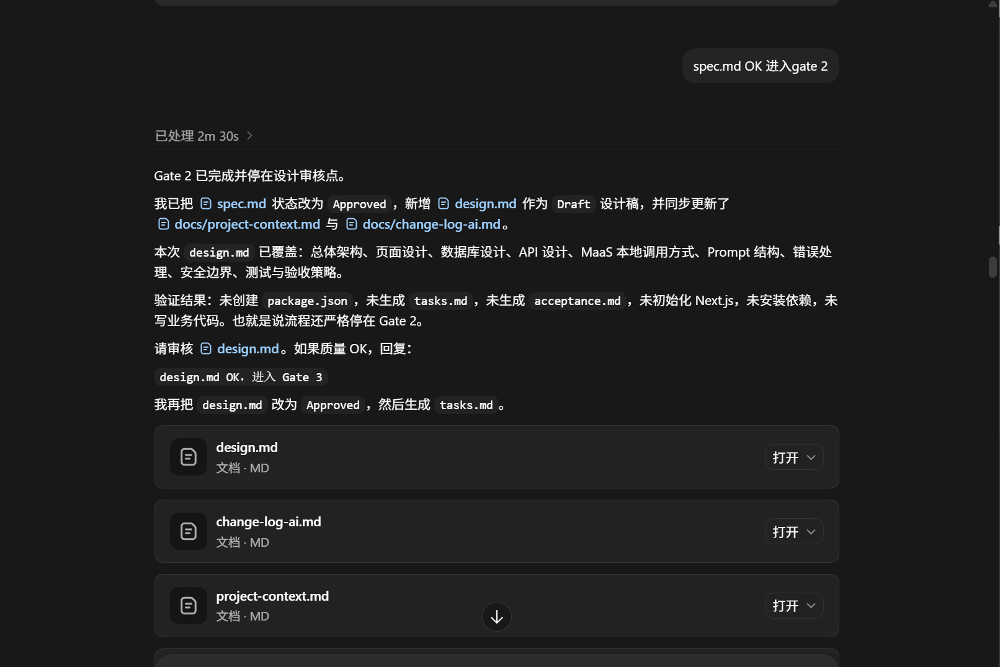 spec.md OK 进入gate 2
已处理 2m 30s
Gate 2 已完成并停在设计审核点。
我已把 spec.md 状态改为 Approved，新增 design.md 作为 Draft 设计稿，并同步更新了
docs/project-context.md 与 docs/change-log-ai.md。
本次 design.md 已覆盖：总体架构、页面设计、数据库设计、API 设计、MaaS 本地调用方式、Prompt 结构、错误处
理、安全边界、测试与验收策略。
验证结果：未创建 package.json，未生成 tasks.md，未生成 acceptance.md，未初始化 Next.js，未安装依赖，未
写业务代码。也就是说流程还严格停在 Gate 2。
请审核 design.md。如果质量 OK，回复：
design.md OK，进入 Gate 3
我再把 design.md 改为 Approved，然后生成 tasks.md。
design.md
文档 · MD
打开
change-log-ai.md
文档 · MD
打开
project-context.md
文档 · MD
打开